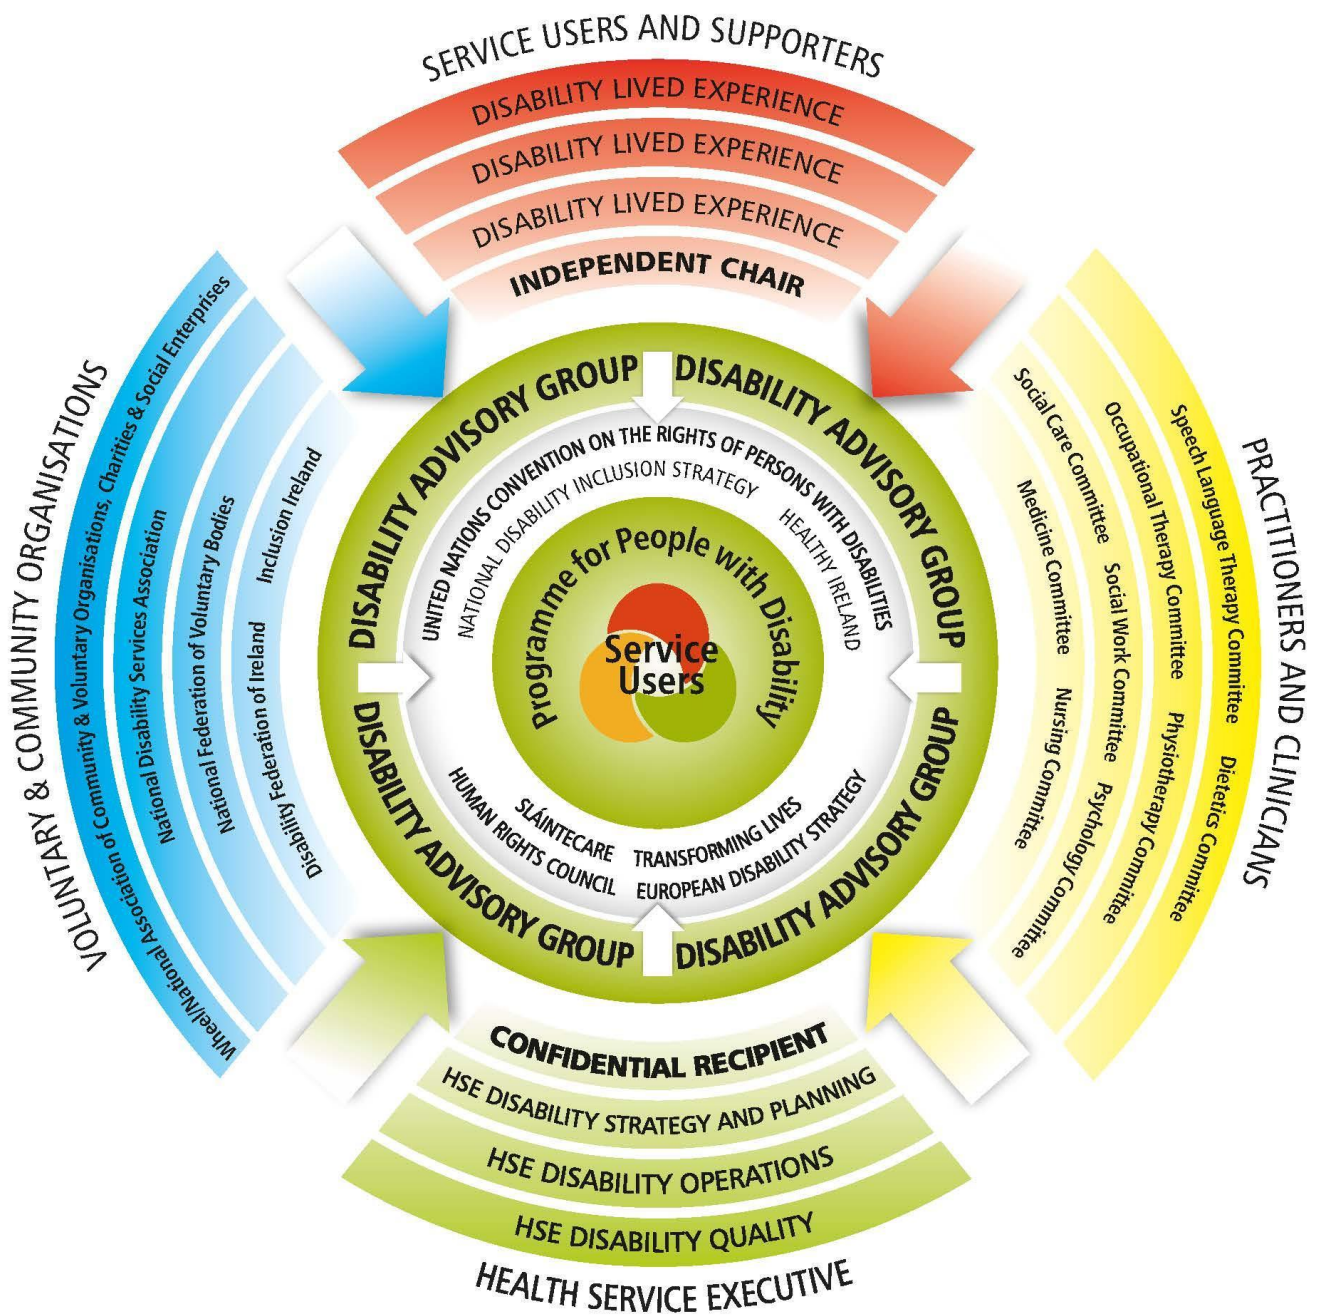 SERVICE USERS AND SUPPORTERS
DISABILITY LIVED EXPERIENCE
DISABILITY LIVED EXPERIENCE
DISABILITY LIVED EXPERIENCE
INDEPENDENT CHAIR
VOLUNTARY & COMMUNITY ORGANISATIONS
Wheel/National Association of Community & Voluntary Organisations, Charities & Social Enterprises
National Disability Services Association
National Federation of Voluntary Bodies
Disability Federation of Ireland
Inclusion Ireland
DISABILITY ADVISORY GROUP
DISABILITY ADVISORY GROUP
UNITED NATIONS CONVENTION ON THE RIGHTS OF PERSONS WITH DISABILITIES
NATIONAL DISABILITY INCLUSION STRATEGY
HEALTHY IRELAND
Programme for People with Disability
Service
Users
SLÁINTECARE
TRANSFORMING LIVES
HUMAN RIGHTS COUNCIL
EUROPEAN DISABILITY STRATEGY
DISABILITY ADVISORY GROUP
DISABILITY ADVISORY GROUP
PRACTITIONERS AND CLINICIANS
Speech Language Therapy Committee
Dietetics Committee
Occupational Therapy Committee
Physiotherapy Committee
Social Care Committee
Social Work Committee
Psychology Committee
Medicine Committee
Nursing Committee
CONFIDENTIAL RECIPIENT
HSE DISABILITY STRATEGY AND PLANNING
HSE DISABILITY OPERATIONS
HSE DISABILITY QUALITY
HEALTH SERVICE EXECUTIVE